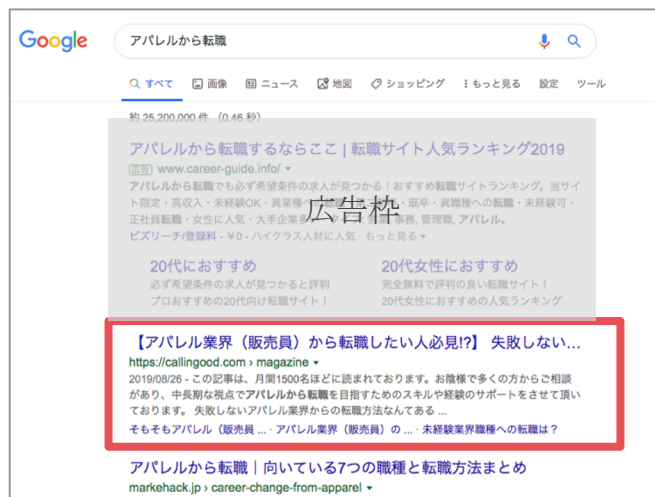 Google
アパレルから転職
すべて 画像 ニュース 地図 ショッピング もっと見る 設定 ツール
約 25,200,000 件 (0.46 秒)
アパレルから転職するならここ | 転職サイト人気ランキング2019
広告 www.career-guide.info/
アパレルから転職でも必ず希望条件の求人が見つかる!おすすめ転職サイトランキング。当サイ
ト限定・高収入・未経験OK・異業種へ 既卒・異職種への転職・未経験可・
正社員転職・女性に人気・大手企業多 事務, 管理職, アパレル。
広告枠
ビズリーチ/登録料 - ¥0 - ハイクラス人材に人気 · もっと見る
20代におすすめ 20代女性におすすめ
必ず希望条件の求人が見つかると評判 完全無料で評判の良い転職サイト!
プロおすすめの20代向け転職サイト! 20代女性におすすめの人気ランキング
【アパレル業界(販売員)から転職したい人必見!?】 失敗しない...
https://callingood.com › magazine
2019/08/26 - この記事は、月間1500名ほどに読まれております。お陰様で多くの方からご相談
があり、中長期な視点でアパレルから転職を目指すためのスキルや経験のサポートをさせて頂い
ております。 失敗しないアパレル業界からの転職方法なんてある ...
そもそもアパレル(販売員 ... · アパレル業界(販売員)の ... · 未経験業界職種への転職は?
アパレルから転職|向いている7つの職種と転職方法まとめ
markehack.jp › career-change-from-apparel